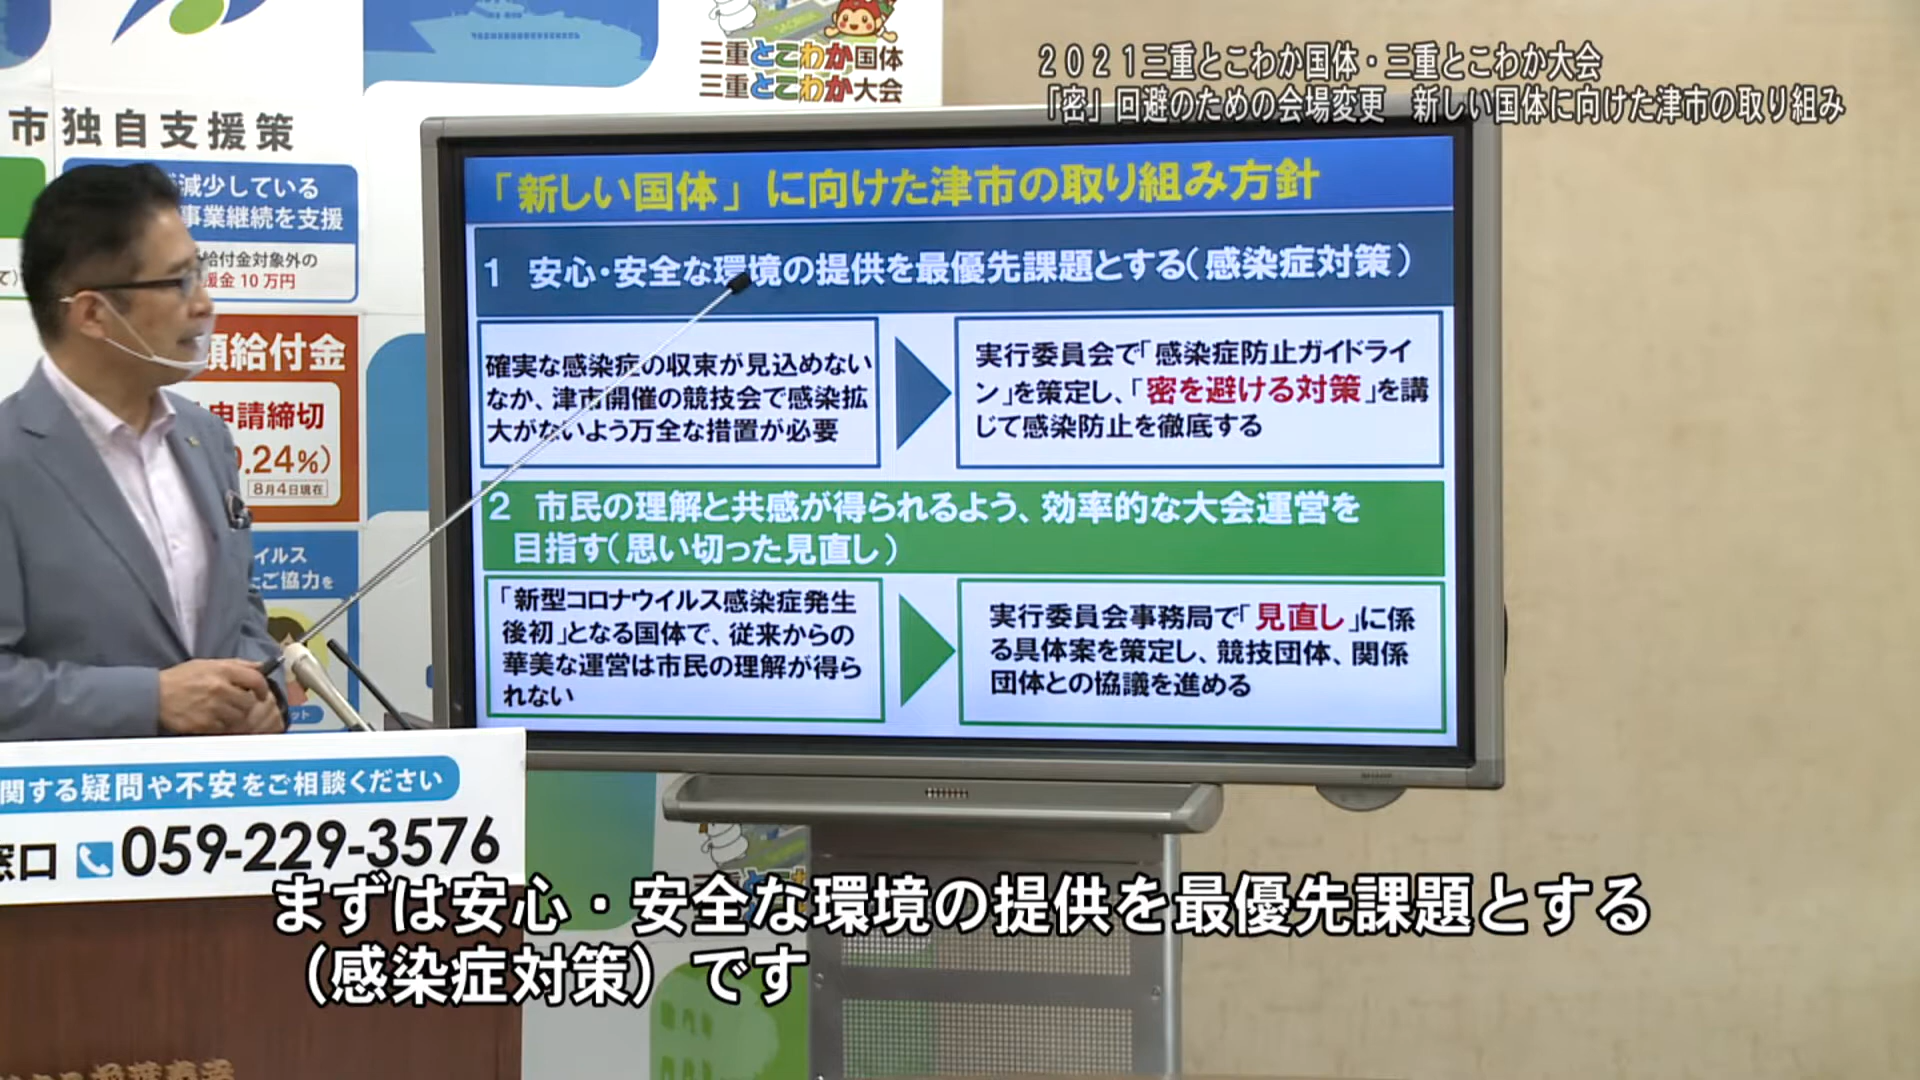 三重とこわか国体
三重とこわか大会
2021三重とこわか国体・三重とこわか大会
「密」回避のための会場変更 新しい国体に向けた津市の取り組み
市独自支援策
減少している
事業継続を支援
給付金対象外の
援金10万円
額給付金
申請締切
.24%)
8月4日現在
イルス
ご協力を
「新しい国体」に向けた津市の取り組み方針
1 安心・安全な環境の提供を最優先課題とする(感染症対策)
確実な感染症の収束が見込めない
なか、津市開催の競技会で感染拡
大がないよう万全な措置が必要
実行委員会で「感染症防止ガイドライ
ン」を策定し、「密を避ける対策」を講
じて感染防止を徹底する
2 市民の理解と共感が得られるよう、効率的な大会運営を
目指す(思い切った見直し)
「新型コロナウイルス感染症発生
後初」となる国体で、従来からの
華美な運営は市民の理解が得ら
れない
実行委員会事務局で「見直し」に係
る具体案を策定し、競技団体、関係
団体との協議を進める
SHARP
関する疑問や不安をご相談ください
窓口 059-229-3576
まずは安心・安全な環境の提供を最優先課題とする
(感染症対策)です